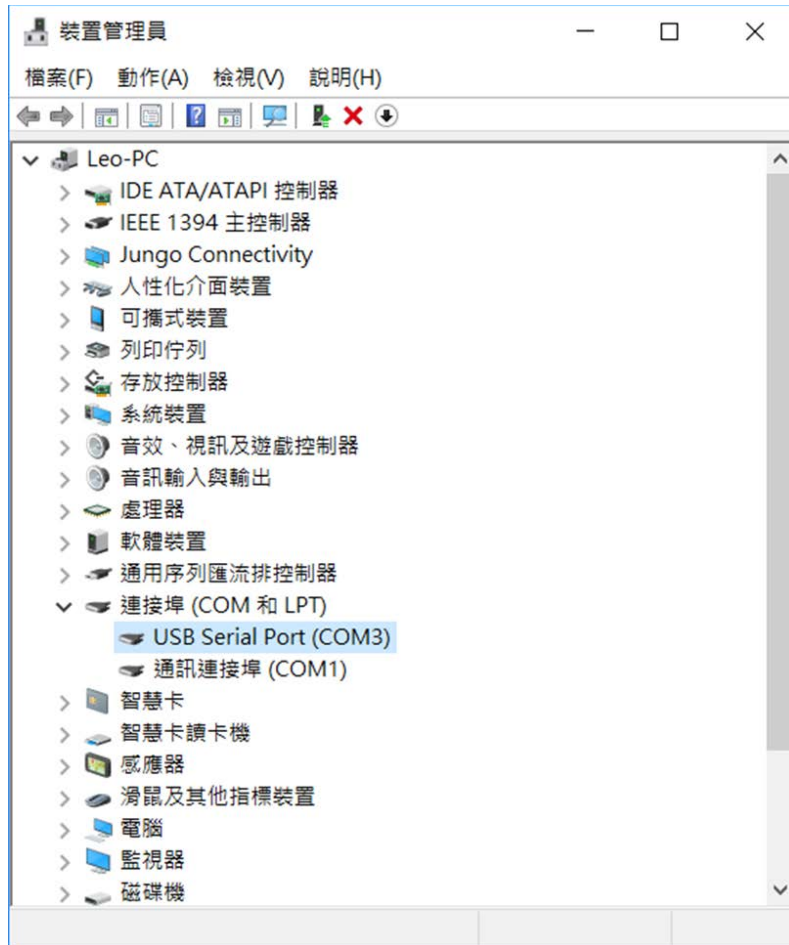 裝置管理員
檔案(F) 動作(A) 檢視(V) 說明(H)
Leo-PC
IDE ATA/ATAPI 控制器
IEEE 1394 主控制器
Jungo Connectivity
人性化介面裝置
可攜式裝置
列印佇列
存放控制器
系統裝置
音效、視訊及遊戲控制器
音訊輸入與輸出
處理器
軟體裝置
通用序列匯流排控制器
連接埠 (COM 和 LPT)
USB Serial Port (COM3)
通訊連接埠 (COM1)
智慧卡
智慧卡讀卡機
感應器
滑鼠及其他指標裝置
電腦
監視器
磁碟機